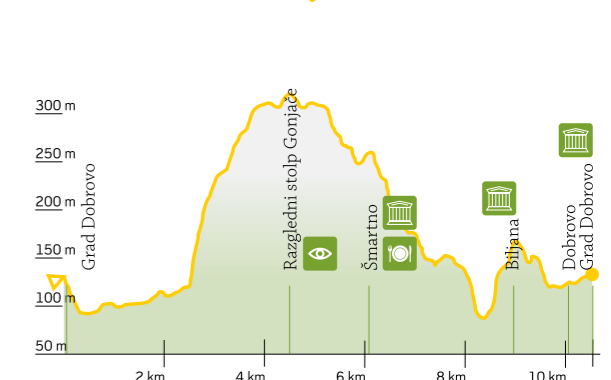 300 m
250 m
200 m
150 m
100 m
50 m
Grad Dobrovo
Razgledni stolp Gonjače
Šmartno
Biljana
Dobrovo
Grad Dobrovo
2 km
4 km
6 km
8 km
10 km